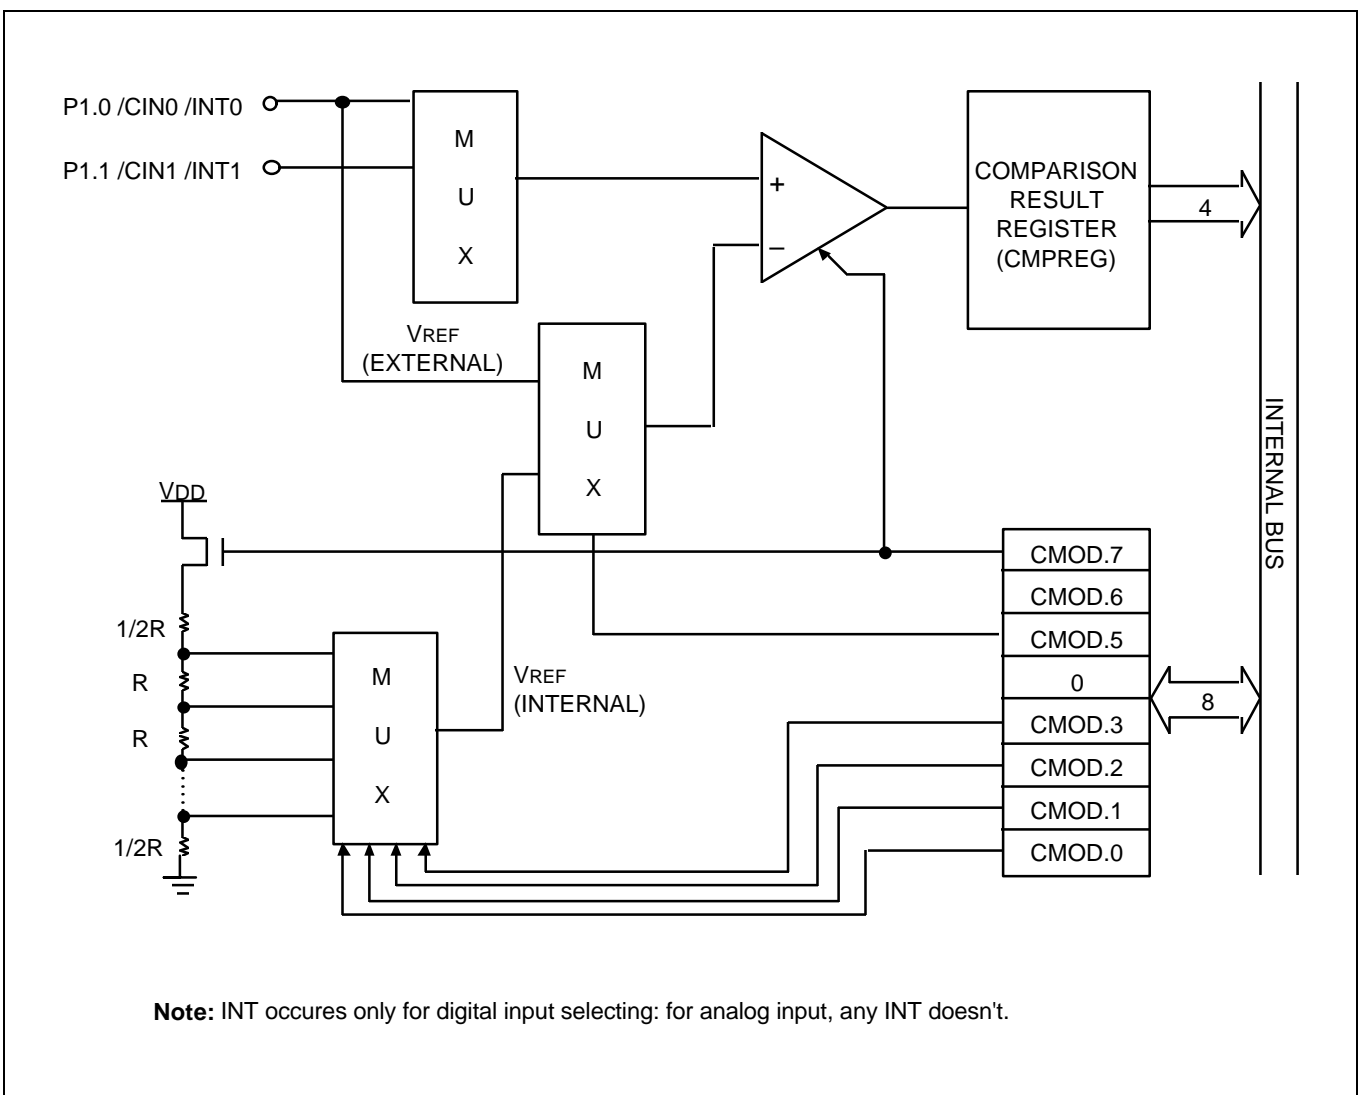 P1.0 /CIN0 /INT0
P1.1 /CIN1 /INT1
M
U
X
+
–
COMPARISON
RESULT
REGISTER
(CMPREG)
4
VREF
(EXTERNAL)
M
U
X
INTERNAL BUS
VDD
1/2R
R
R
1/2R
M
U
X
VREF
(INTERNAL)
CMOD.7
CMOD.6
CMOD.5
0
CMOD.3
CMOD.2
CMOD.1
CMOD.0
8
Note: INT occures only for digital input selecting: for analog input, any INT doesn't.